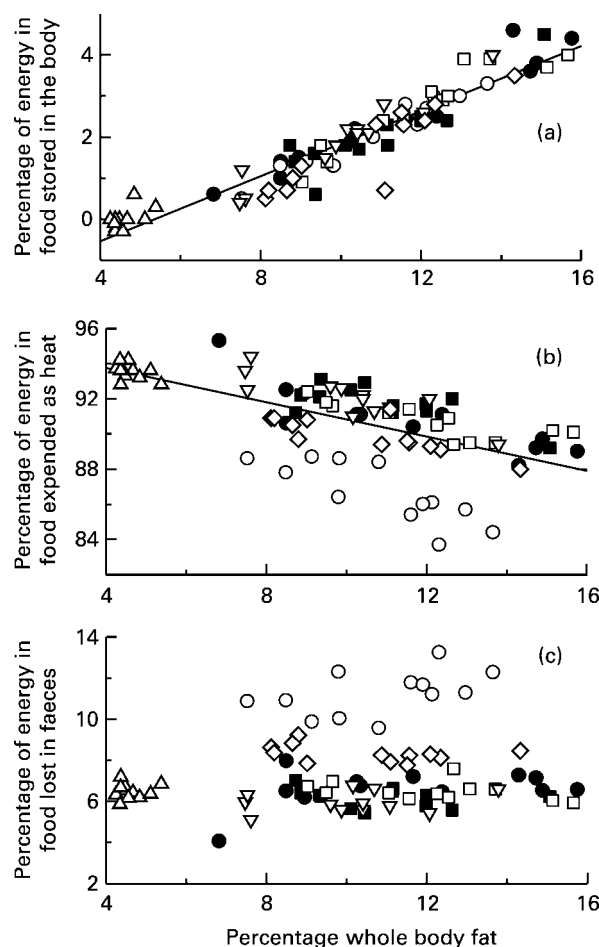 Percentage of energy in
food stored in the body
4
2
0
(a)
4
8
12
16
Percentage of energy in
food expended as heat
96
92
88
84
(b)
4
8
12
16
Percentage of energy in
food lost in faeces
14
10
6
2
(c)
4
8
12
16
Percentage whole body fat